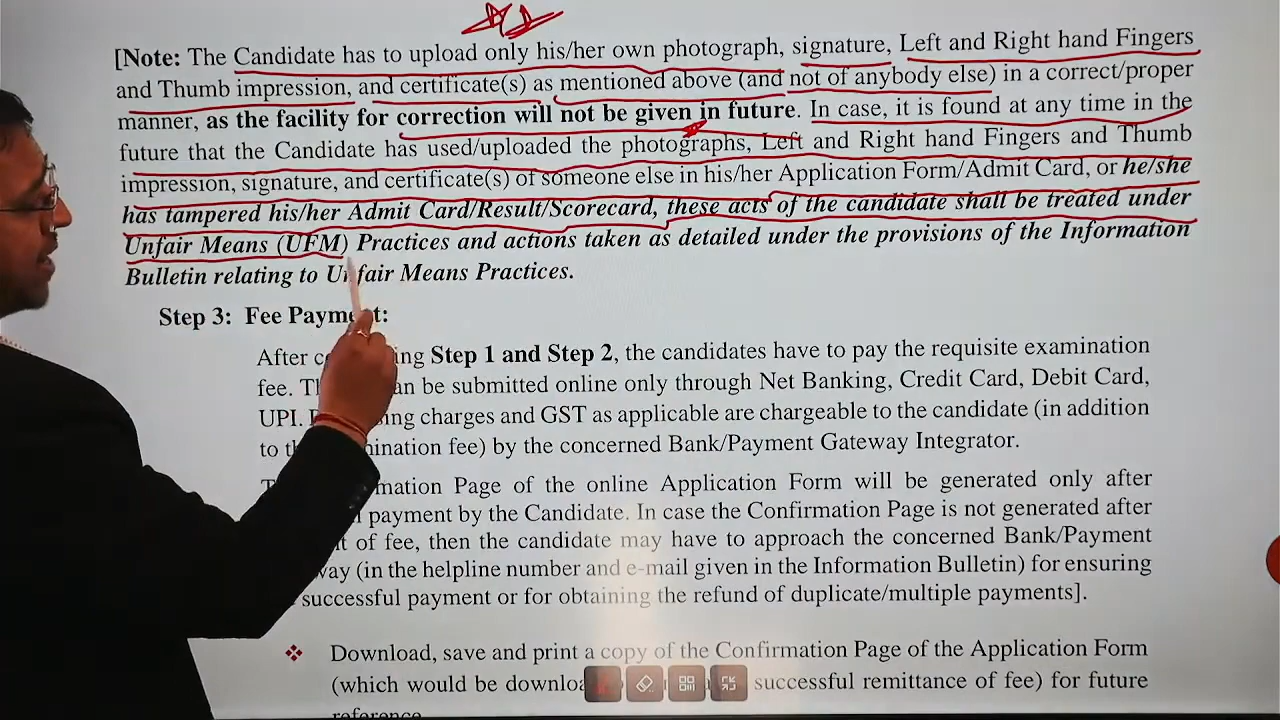 [Note: The Candidate has to upload only his/her own photograph, signature, Left and Right hand Fingers
and Thumb impression, and certificate(s) as mentioned above (and not of anybody else) in a correct/proper
manner, as the facility for correction will not be given in future. In case, it is found at any time in the
future that the Candidate has used/uploaded the photographs, Left and Right hand Fingers and Thumb
impression, signature, and certificate(s) of someone else in his/her Application Form/Admit Card, or he/she
has tampered his/her Admit Card/Result/Scorecard, these acts of the candidate shall be treated under
Unfair Means (UFM) Practices and actions taken as detailed under the provisions of the Information
Bulletin relating to Unfair Means Practices.
Step 3: Fee Payment:
After ing Step 1 and Step 2, the candidates have to pay the requisite examination
fee. an be submitted online only through Net Banking, Credit Card, Debit Card,
UPI. ing charges and GST as applicable are chargeable to the candidate (in addition
to ination fee) by the concerned Bank/Payment Gateway Integrator.
mation Page of the online Application Form will be generated only after
payment by the Candidate. In case the Confirmation Page is not generated after
of fee, then the candidate may have to approach the concerned Bank/Payment
way (in the helpline number and e-mail given in the Information Bulletin) for ensuring
successful payment or for obtaining the refund of duplicate/multiple payments].
❖ Download, save and print a copy of the Confirmation Page of the Application Form
(which would be downloa successful remittance of fee) for future
reference